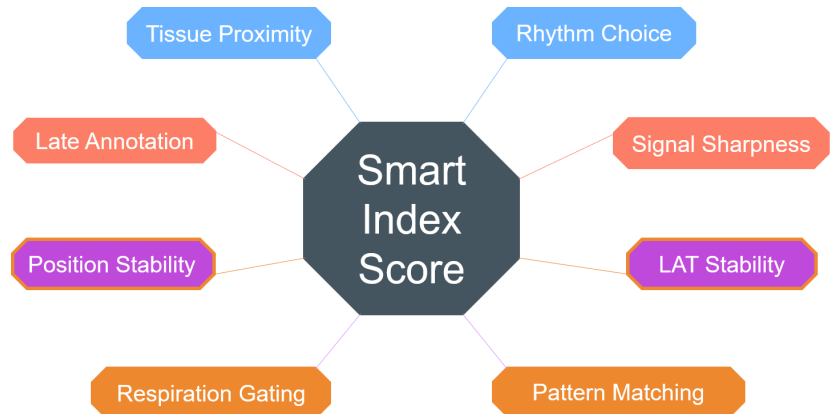 Tissue Proximity
Rhythm Choice
Late Annotation
Signal Sharpness
Smart
Index
Score
Position Stability
LAT Stability
Respiration Gating
Pattern Matching